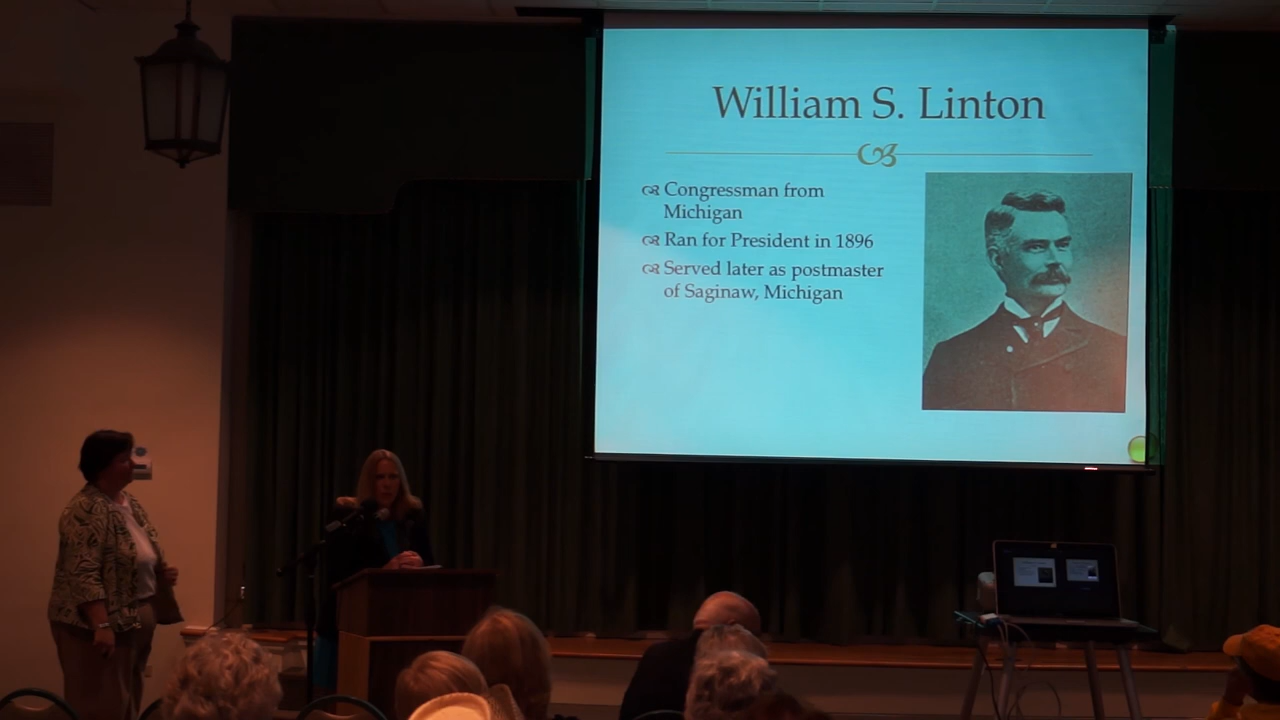 William S. Linton
Congressman from
Michigan
Ran for President in 1896
Served later as postmaster
of Saginaw, Michigan